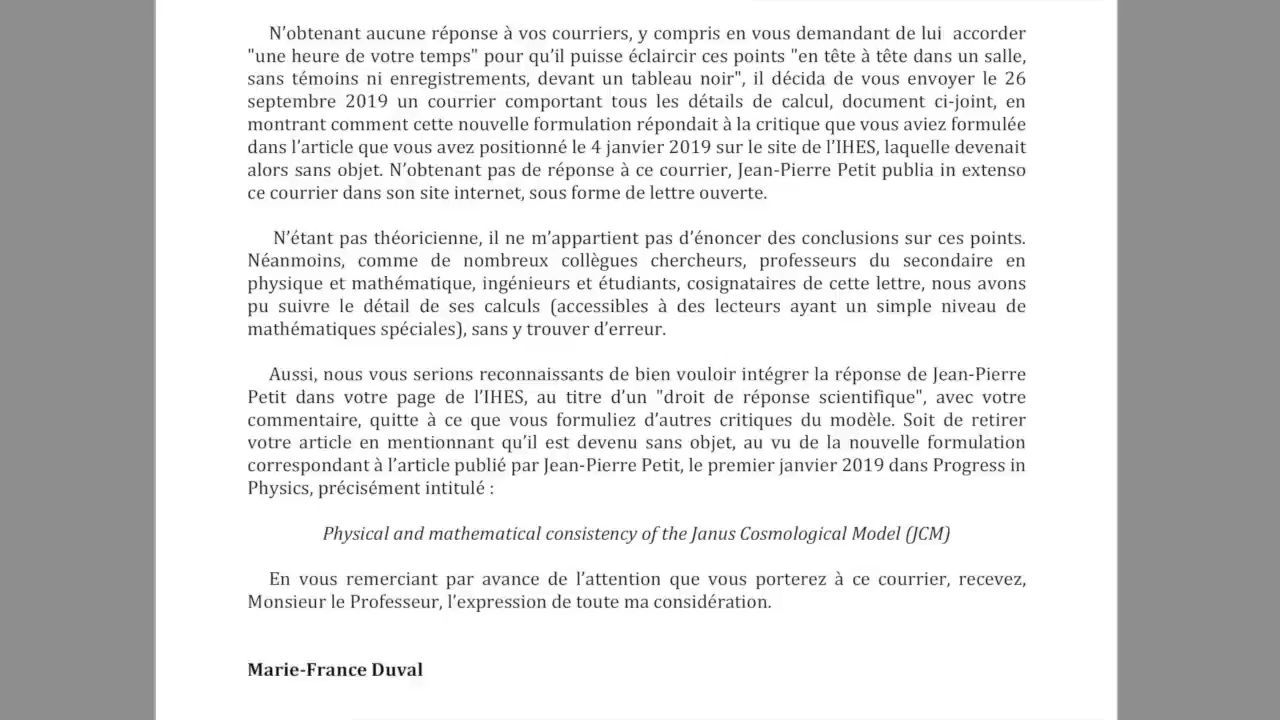 N’obtenant aucune réponse à vos courriers, y compris en vous demandant de lui  accorder
"une heure de votre temps" pour qu’il puisse éclaircir ces points "en tête à tête dans un salle,
sans témoins ni enregistrements, devant un tableau noir", il décida de vous envoyer le 26
septembre 2019 un courrier comportant tous les détails de calcul, document ci-joint, en
montrant comment cette nouvelle formulation répondait à la critique que vous aviez formulée
dans l’article que vous avez positionné le 4 janvier 2019 sur le site de l’IHES, laquelle devenait
alors sans objet. N’obtenant pas de réponse à ce courrier, Jean-Pierre Petit publia in extenso
ce courrier dans son site internet, sous forme de lettre ouverte.
N’étant pas théoricienne, il ne m’appartient pas d’énoncer des conclusions sur ces points.
Néanmoins, comme de nombreux collègues chercheurs, professeurs du secondaire en
physique et mathématique, ingénieurs et étudiants, cosignataires de cette lettre, nous avons
pu suivre le détail de ses calculs (accessibles à des lecteurs ayant un simple niveau de
mathématiques spéciales), sans y trouver d’erreur.
Aussi, nous vous serions reconnaissants de bien vouloir intégrer la réponse de Jean-Pierre
Petit dans votre page de l’IHES, au titre d’un "droit de réponse scientifique", avec votre
commentaire, quitte à ce que vous formuliez d’autres critiques du modèle. Soit de retirer
votre article en mentionnant qu’il est devenu sans objet, au vu de la nouvelle formulation
correspondant à l’article publié par Jean-Pierre Petit, le premier janvier 2019 dans Progress in
Physics, précisément intitulé :
Physical and mathematical consistency of the Janus Cosmological Model (JCM)
En vous remerciant par avance de l’attention que vous porterez à ce courrier, recevez,
Monsieur le Professeur, l’expression de toute ma considération.
Marie-France Duval